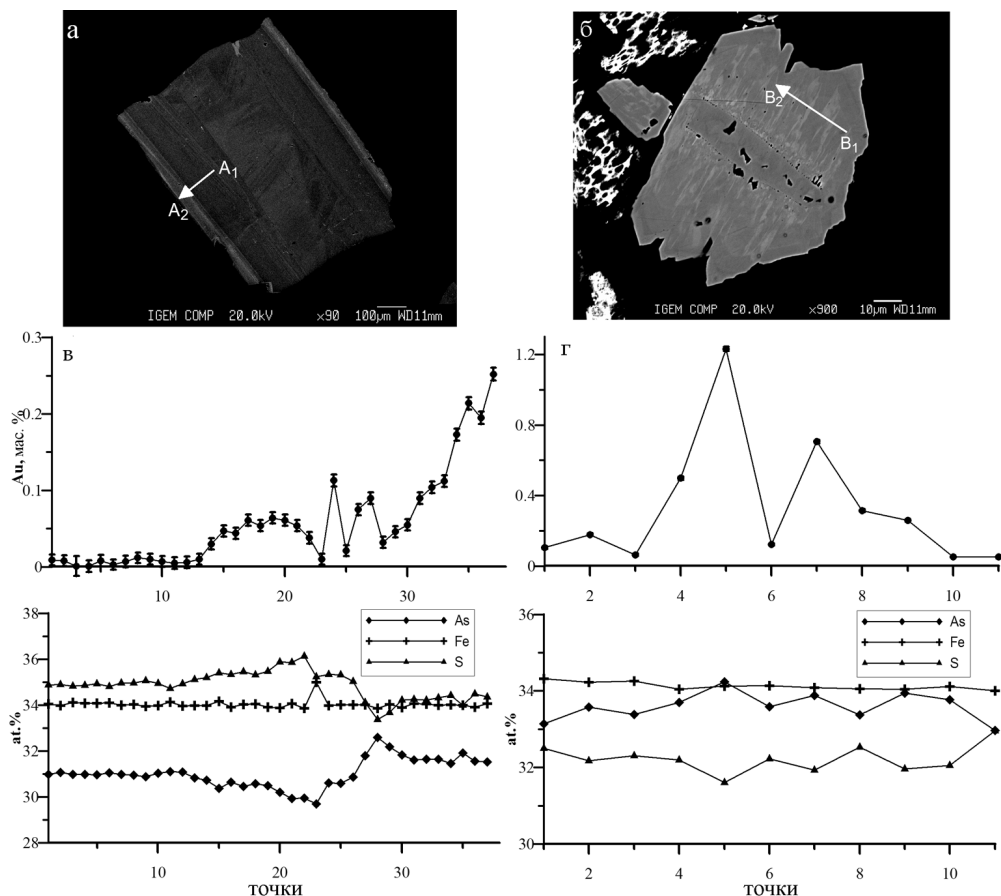 а
A₁
A₂
IGEM COMP 20.0kV ×90 100µm WD11mm
б
B₂
B₁
IGEM COMP 20.0kV ×900 10µm WD11mm
в
Au, мас. %
0.3
0.2
0.1
0
10 20 30
г
1.2
0.8
0.4
0
2 4 6 8 10
at.%
38
36
34
32
30
28
As
Fe
S
10 20 30
точки
at.%
36
34
32
30
As
Fe
S
2 4 6 8 10
точки